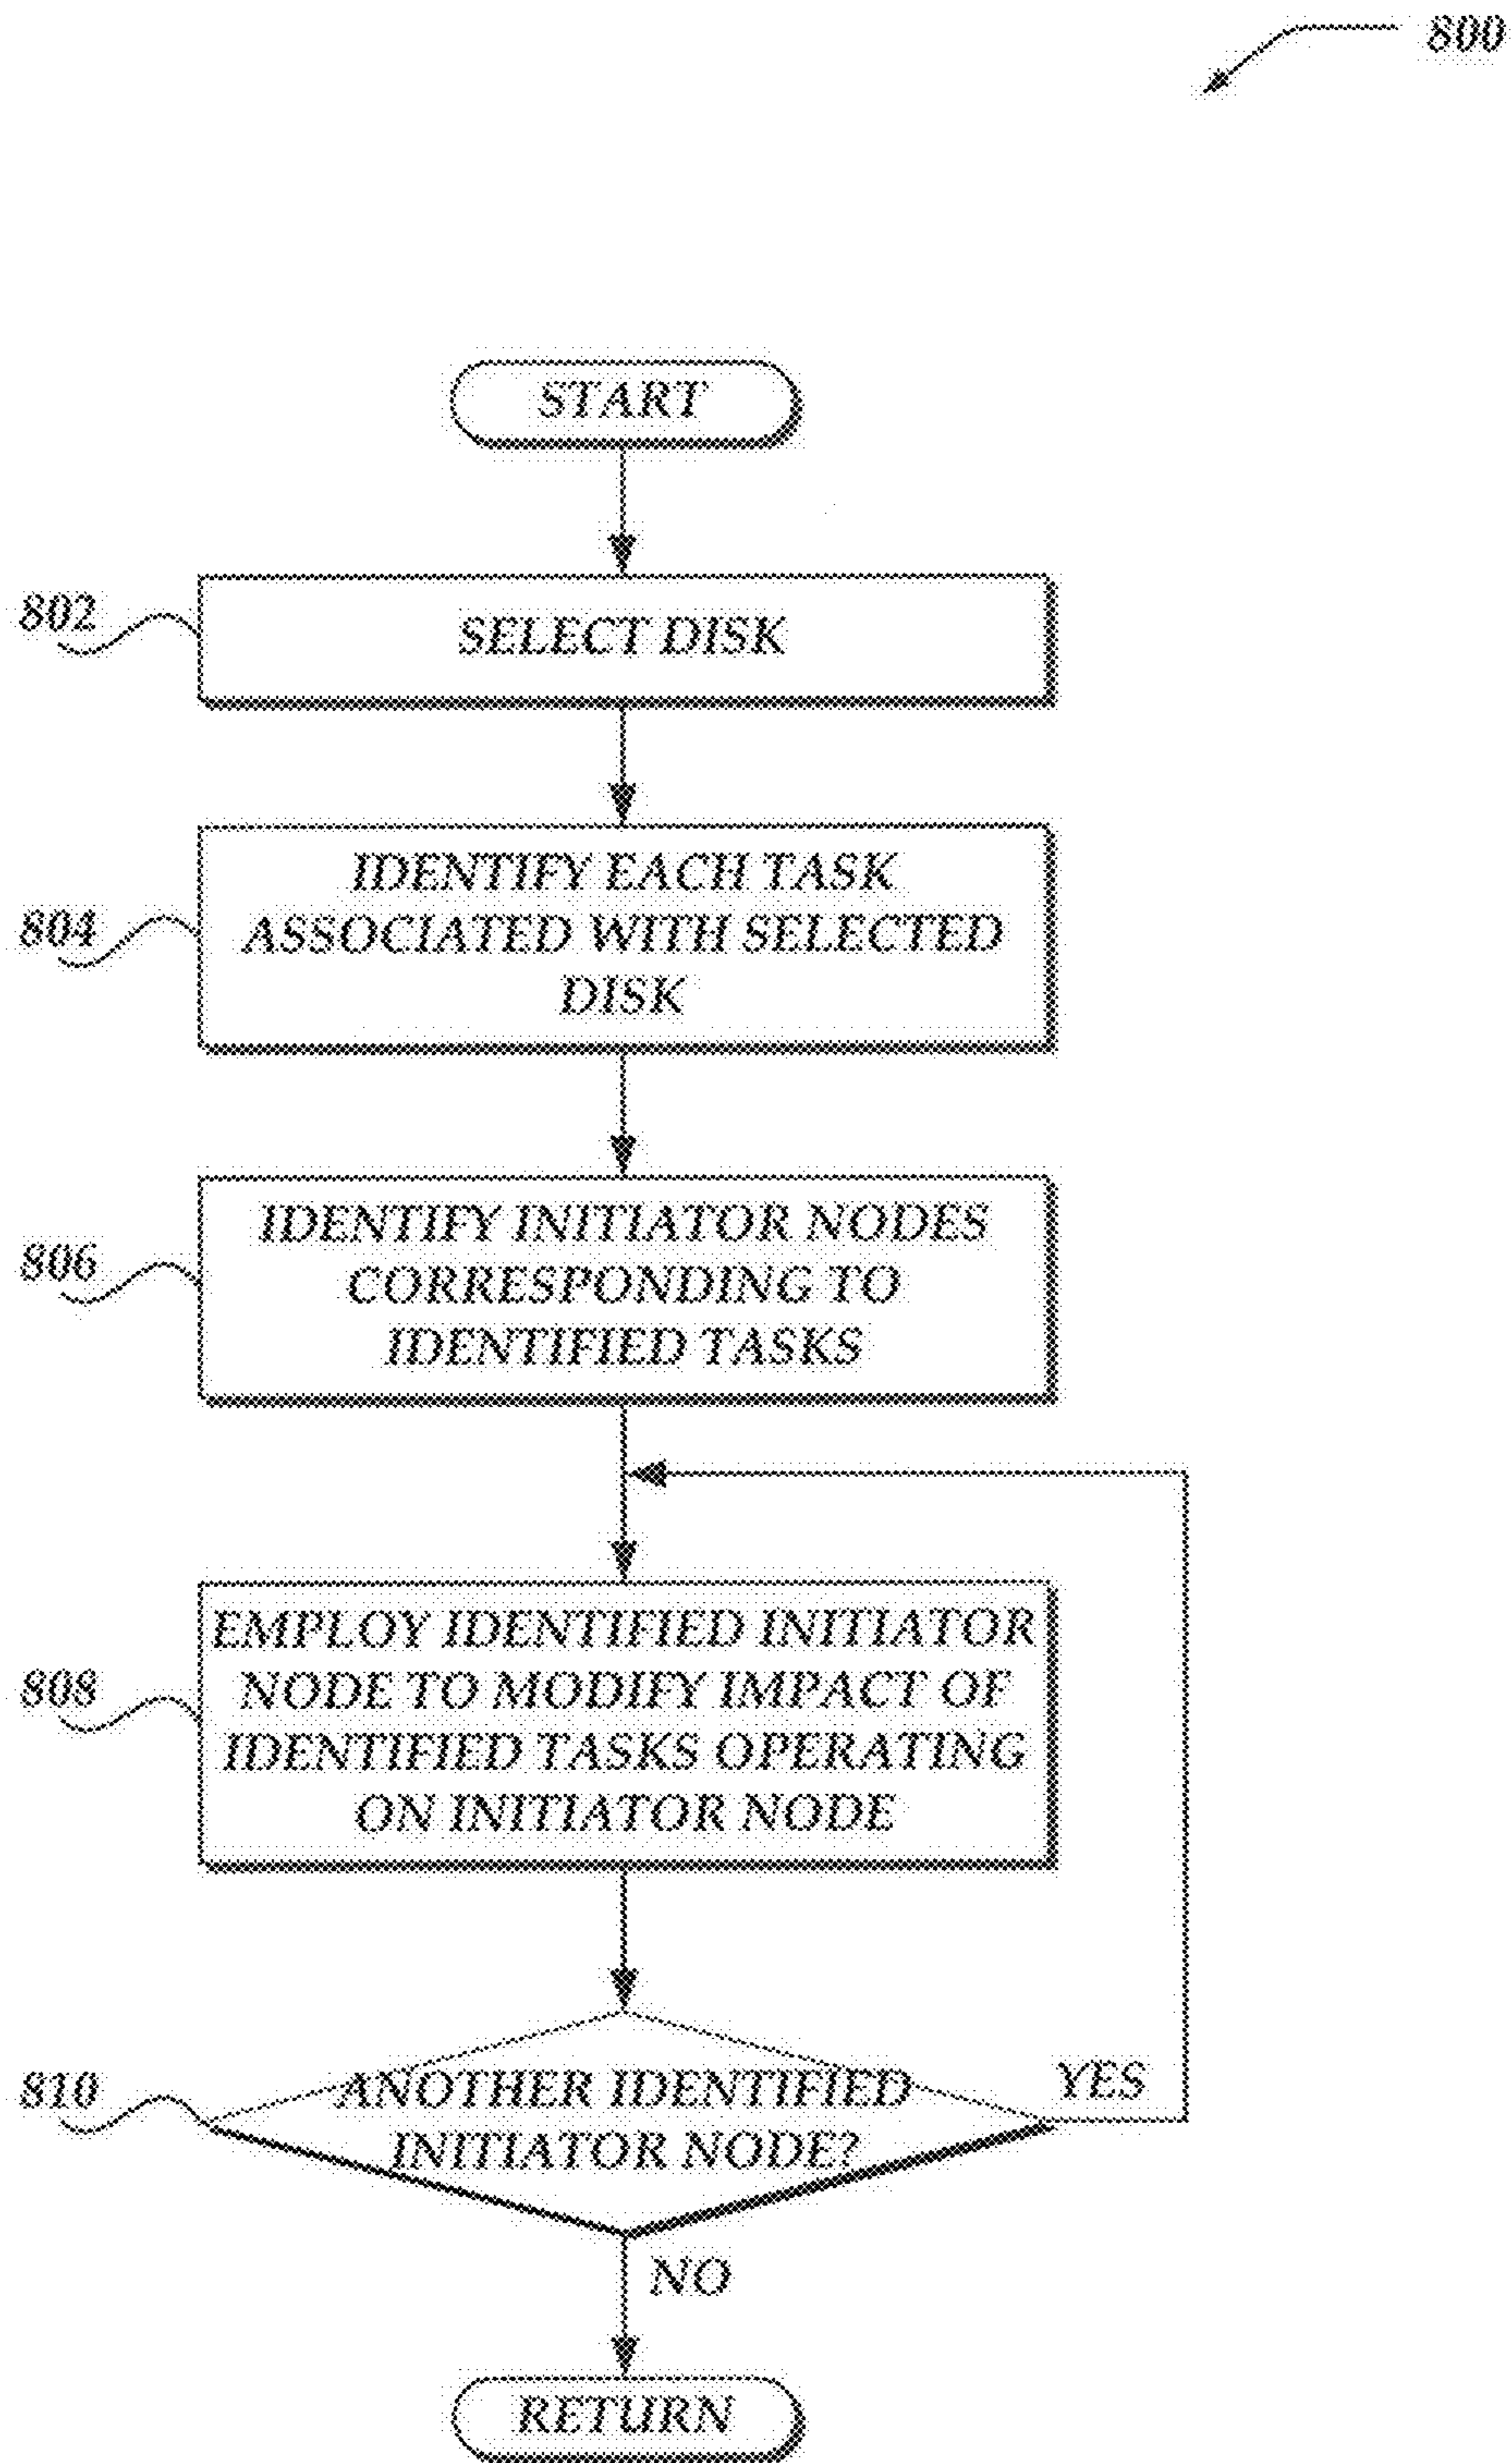 800
START
802
SELECT DISK
804
IDENTIFY EACH TASK
ASSOCIATED WITH SELECTED
DISK
806
IDENTIFY INITIATOR NODES
CORRESPONDING TO
IDENTIFIED TASKS
808
EMPLOY IDENTIFIED INITIATOR
NODE TO MODIFY IMPACT OF
IDENTIFIED TASKS OPERATING
ON INITIATOR NODE
810
ANOTHER IDENTIFIED
INITIATOR NODE?
YES
NO
RETURN